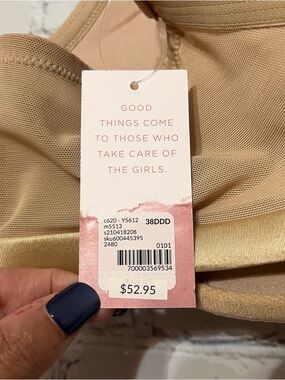 GOOD
THINGS COME
TO THOSE WHO
TAKE CARE OF
THE GIRLS.
c620 - Y5612 38DDD
m5513
s210418208
sku600445395
2480 0101
700003569534
$52.95